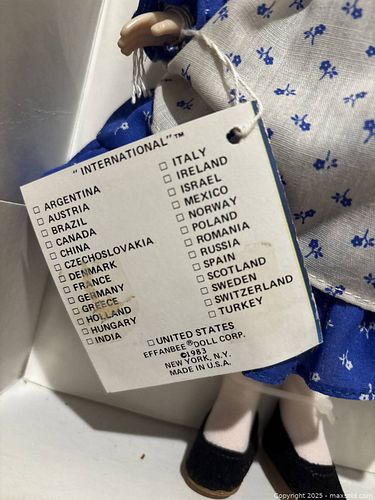 "INTERNATIONAL"™
☐ ARGENTINA
☐ AUSTRIA
☐ BRAZIL
☐ CANADA
☐ CHINA
☐ CZECHOSLOVAKIA
☐ DENMARK
☐ FRANCE
☐ GERMANY
☐ GREECE
☐ HOLLAND
☐ HUNGARY
☐ INDIA
☐ ITALY
☐ IRELAND
☐ ISRAEL
☐ MEXICO
☐ NORWAY
☐ POLAND
☐ ROMANIA
☐ RUSSIA
☐ SPAIN
☐ SCOTLAND
☐ SWEDEN
☐ SWITZERLAND
☐ TURKEY
☐ UNITED STATES
EFFANBEE® DOLL CORP.
©1983
NEW YORK, N.Y.
MADE IN U.S.A.
Photography © 2025 - maxsold.com